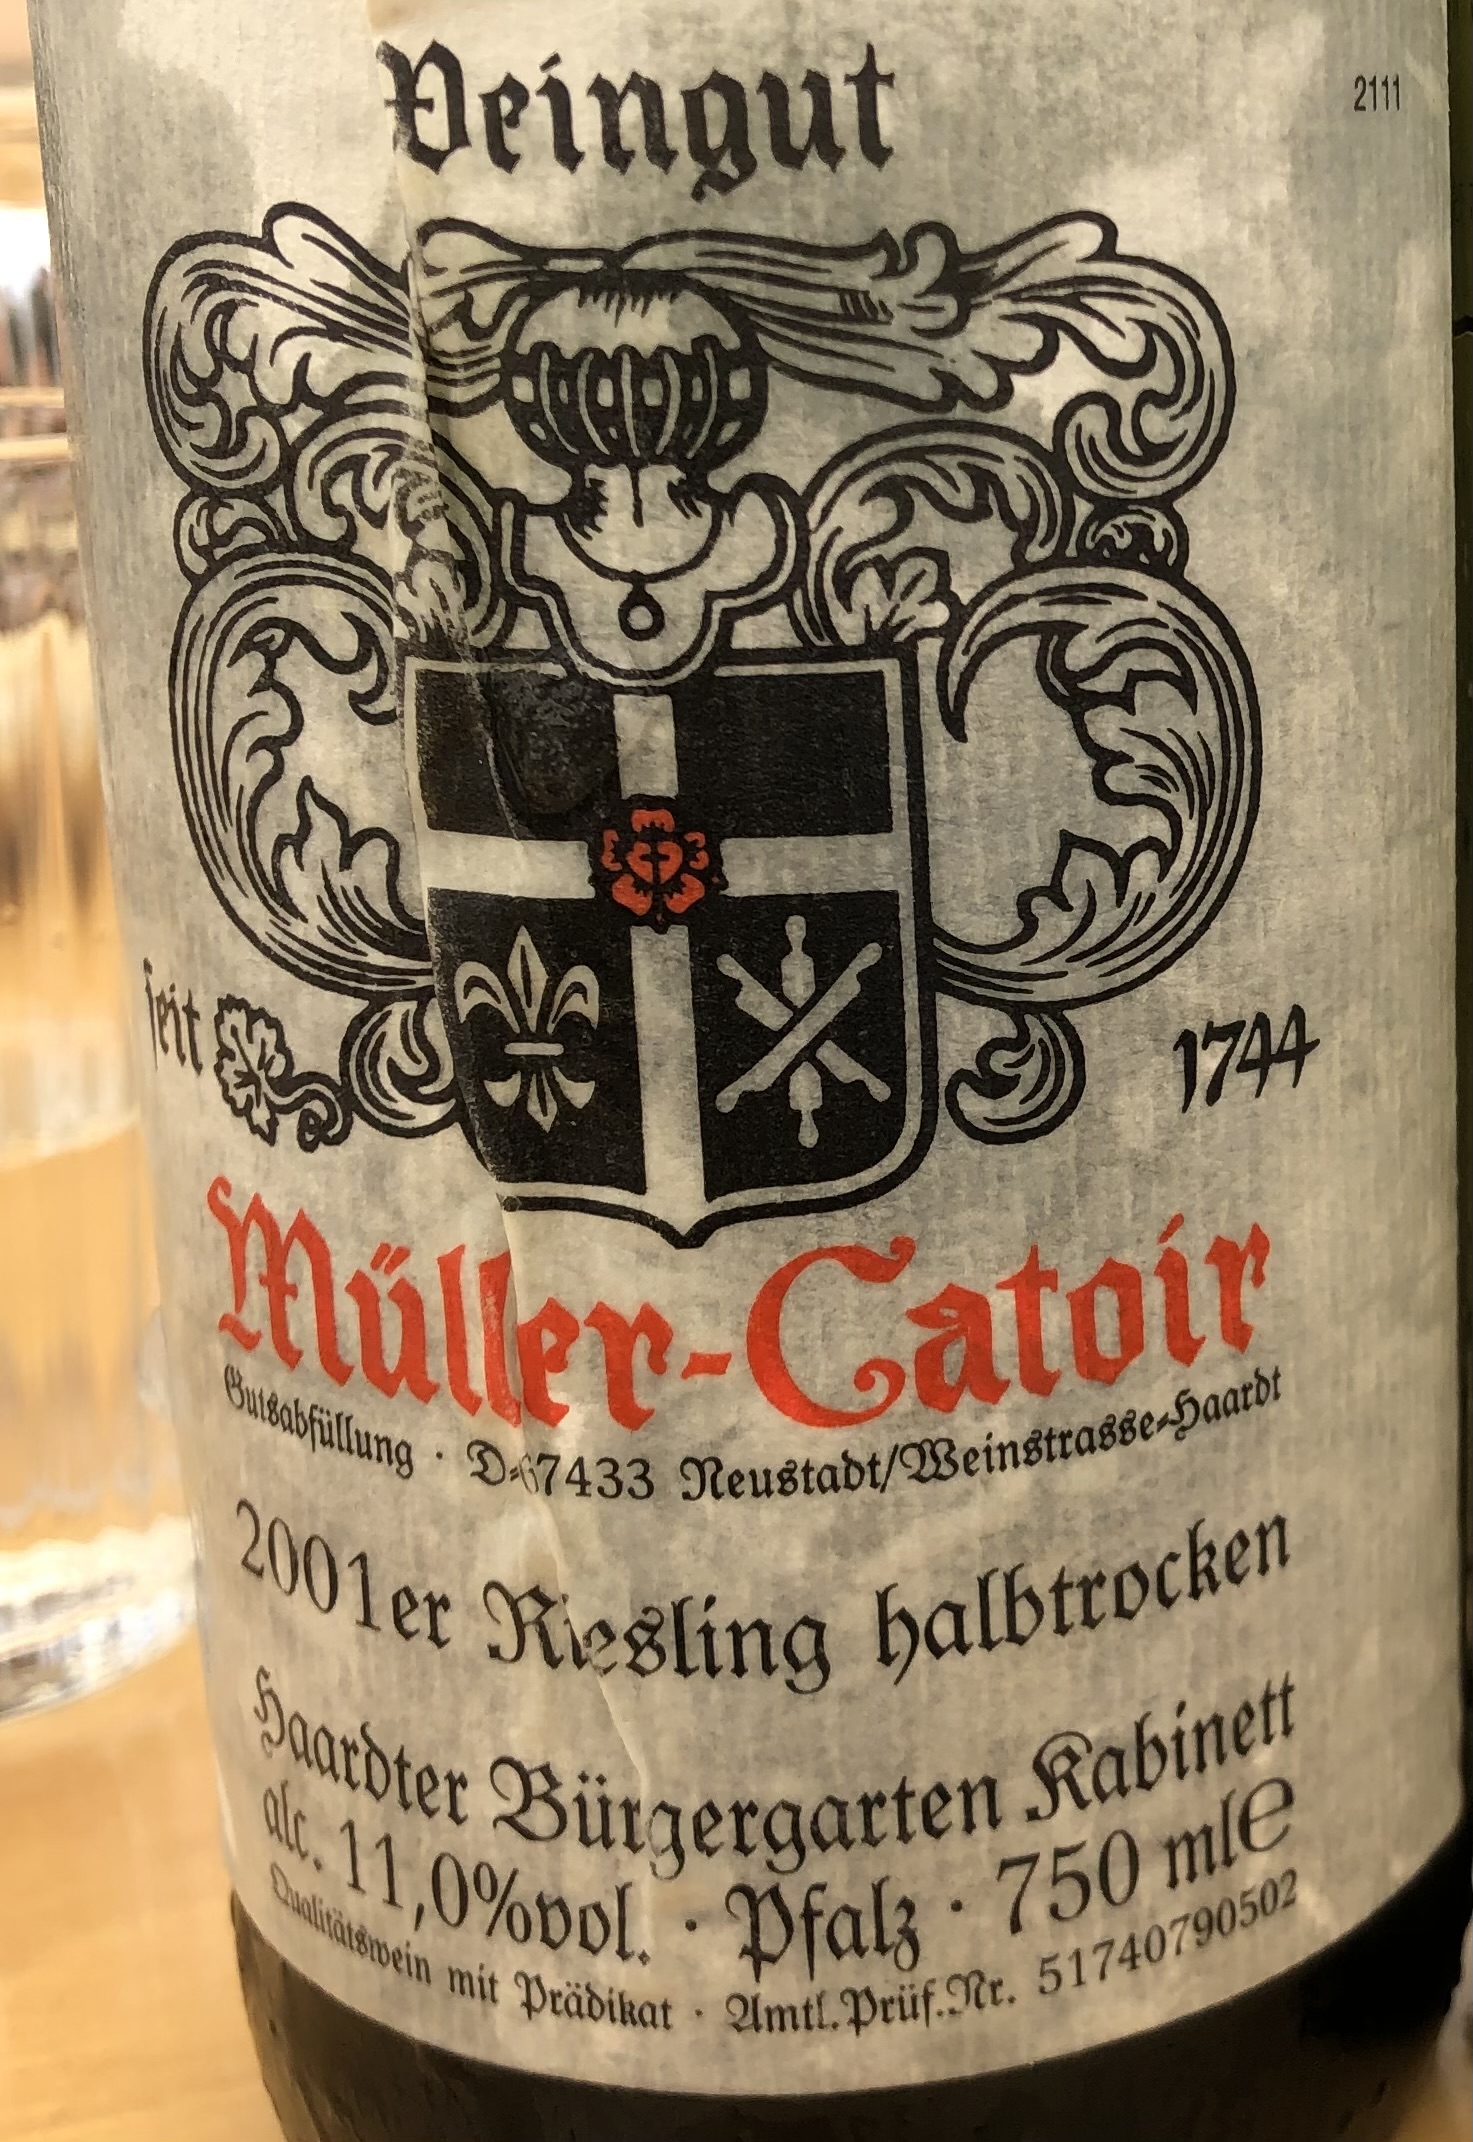 Weingut
2111
seit
1744
Müller-Catoir
Gutsabfüllung · D-67433 Neustadt/Weinstrasse-Haardt
2001er Riesling halbtrocken
Haardter Bürgergarten Kabinett
alc. 11,0%vol. · Pfalz · 750 ml℮
Qualitätswein mit Prädikat · Amtl.Prüf.Nr. 51740790502